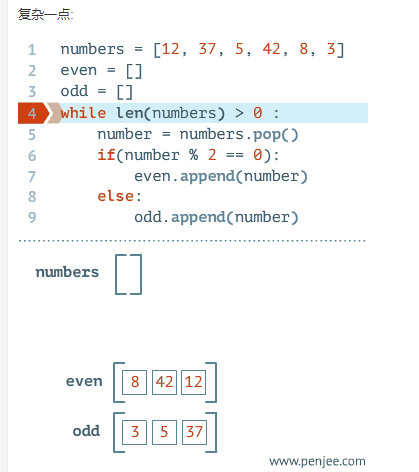 复杂一点:
1 numbers = [12, 37, 5, 42, 8, 3]
2 even = []
3 odd = []
4 while len(numbers) > 0 :
5     number = numbers.pop()
6     if(number % 2 == 0):
7         even.append(number)
8     else:
9         odd.append(number)
numbers [ ]
even [ 8 42 12 ]
odd [ 3 5 37 ]
www.penjee.com